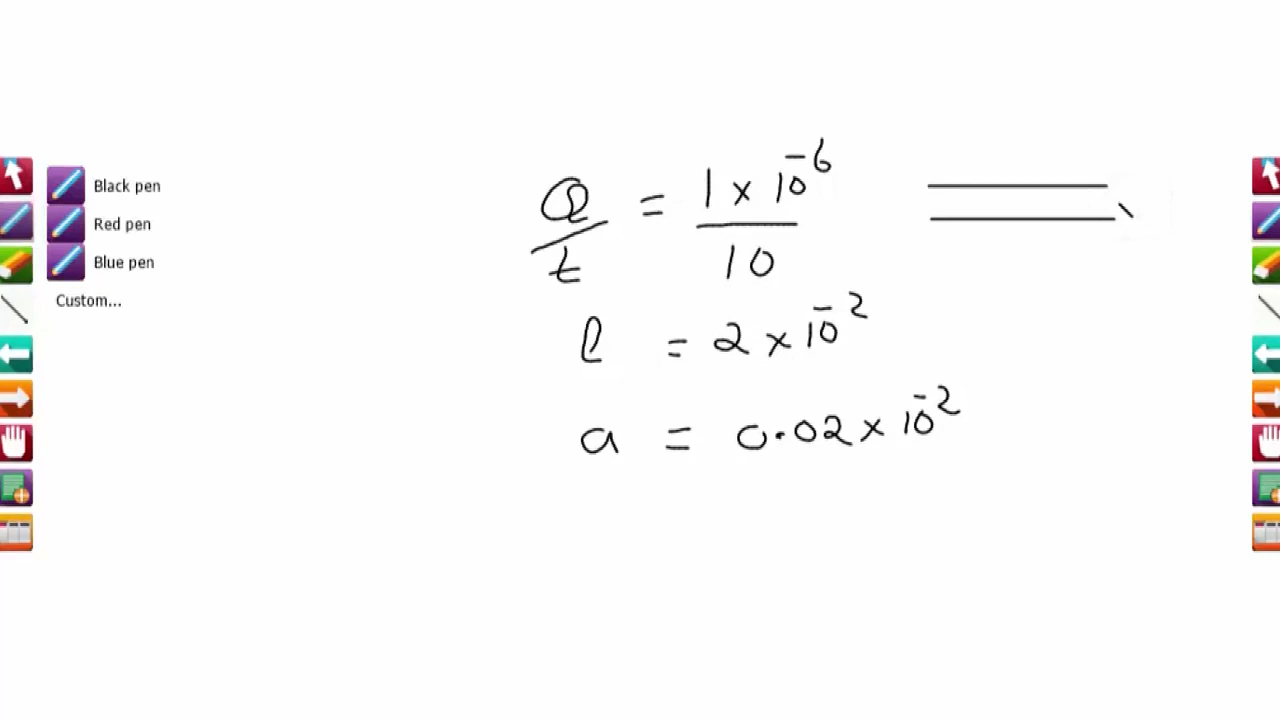 Black pen
Red pen
Blue pen
Custom...
Q/t = 1 × 10⁻⁶/10
l = 2 × 10⁻²
a = 0.02 × 10⁻²